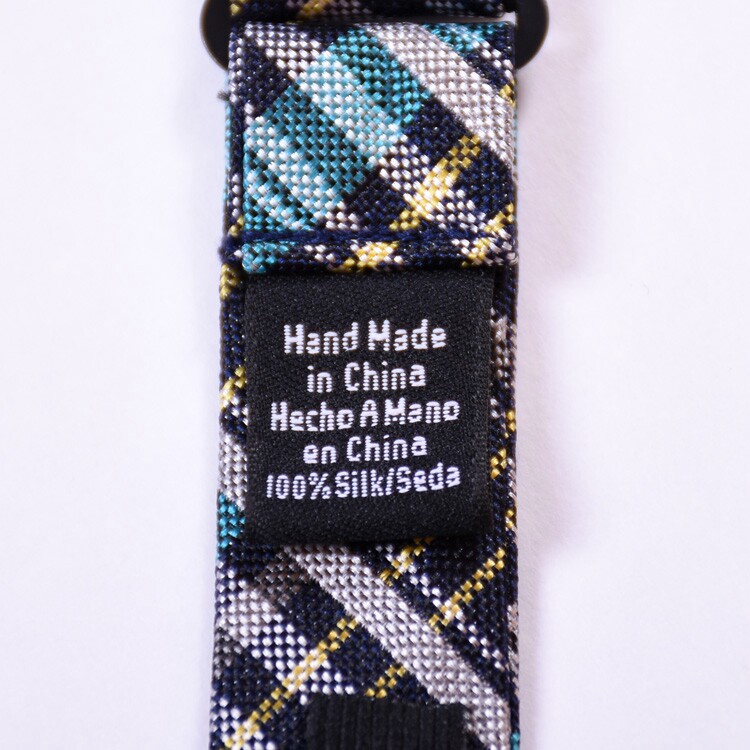 Hand Made
in China
Hecho A Mano
en China
100% Silk/Seda